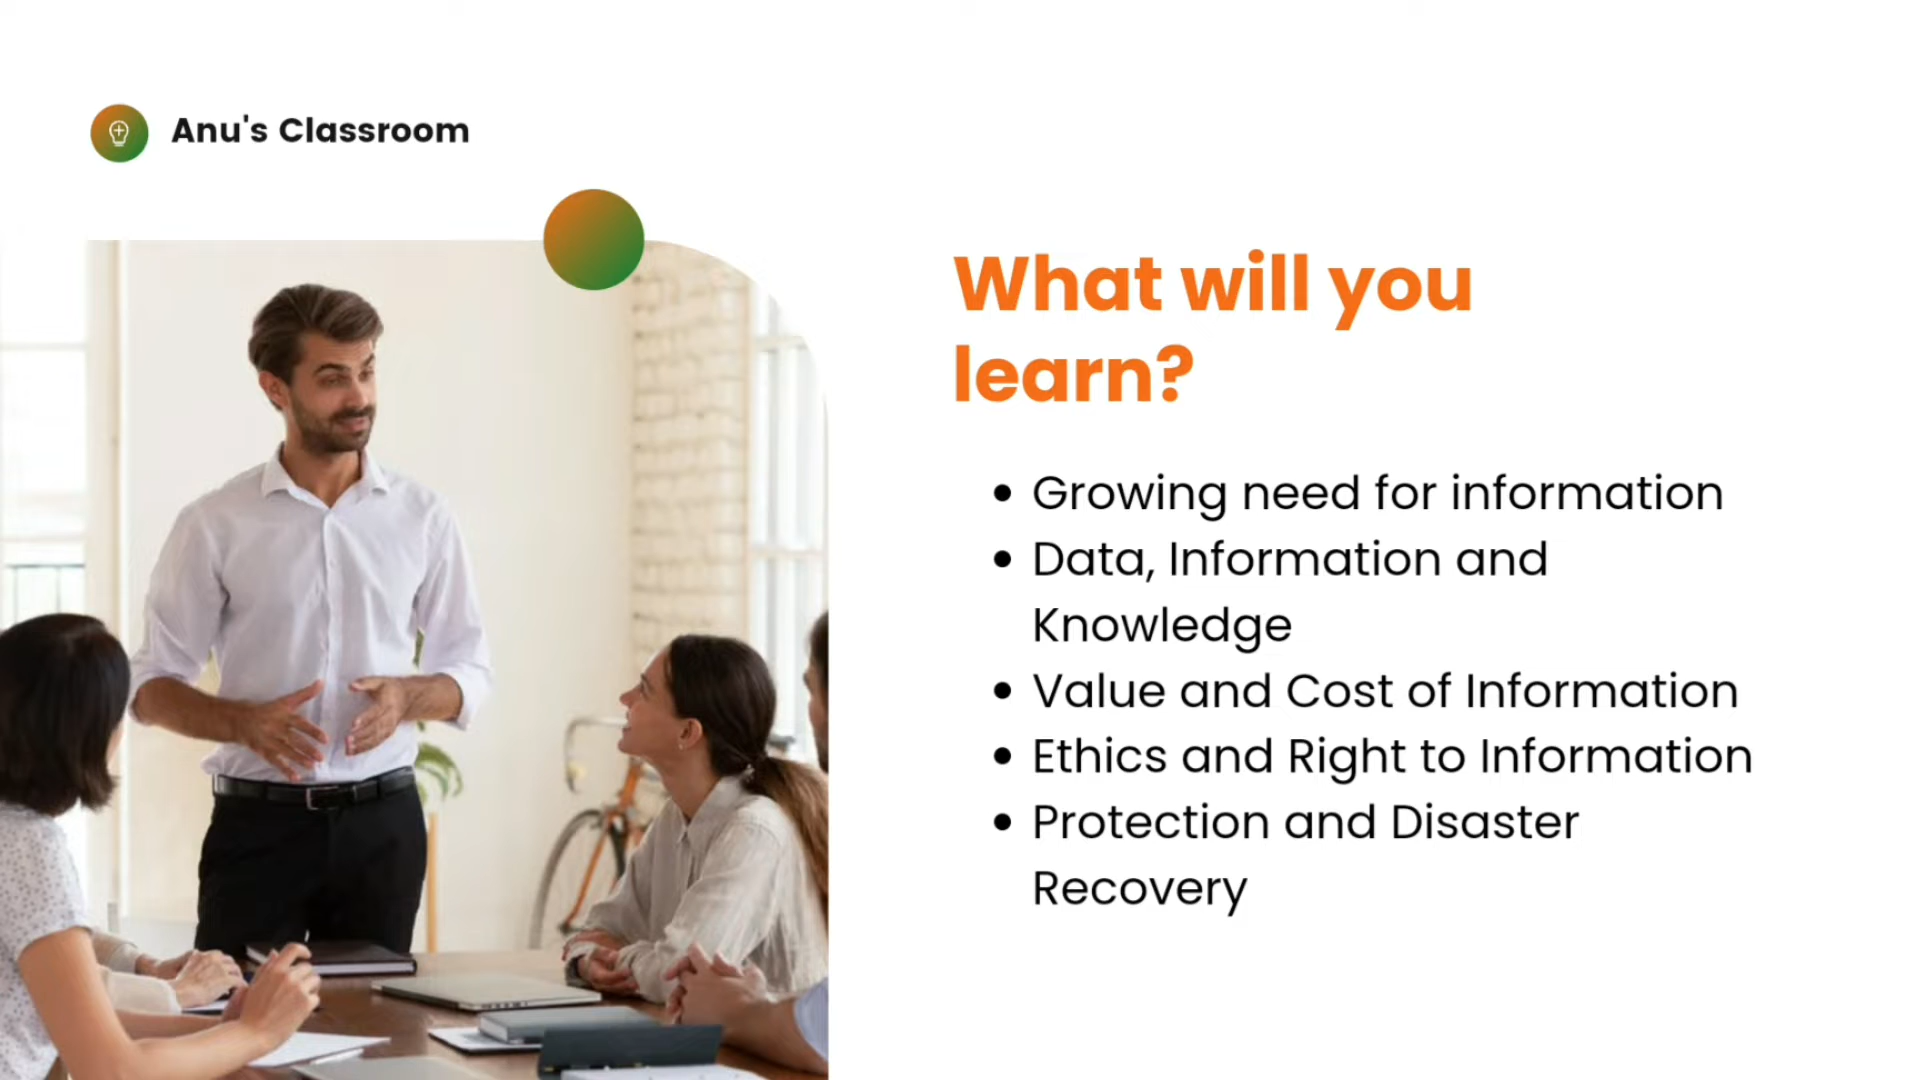 Anu's Classroom
What will you
learn?
• Growing need for information
• Data, Information and
Knowledge
• Value and Cost of Information
• Ethics and Right to Information
• Protection and Disaster
Recovery